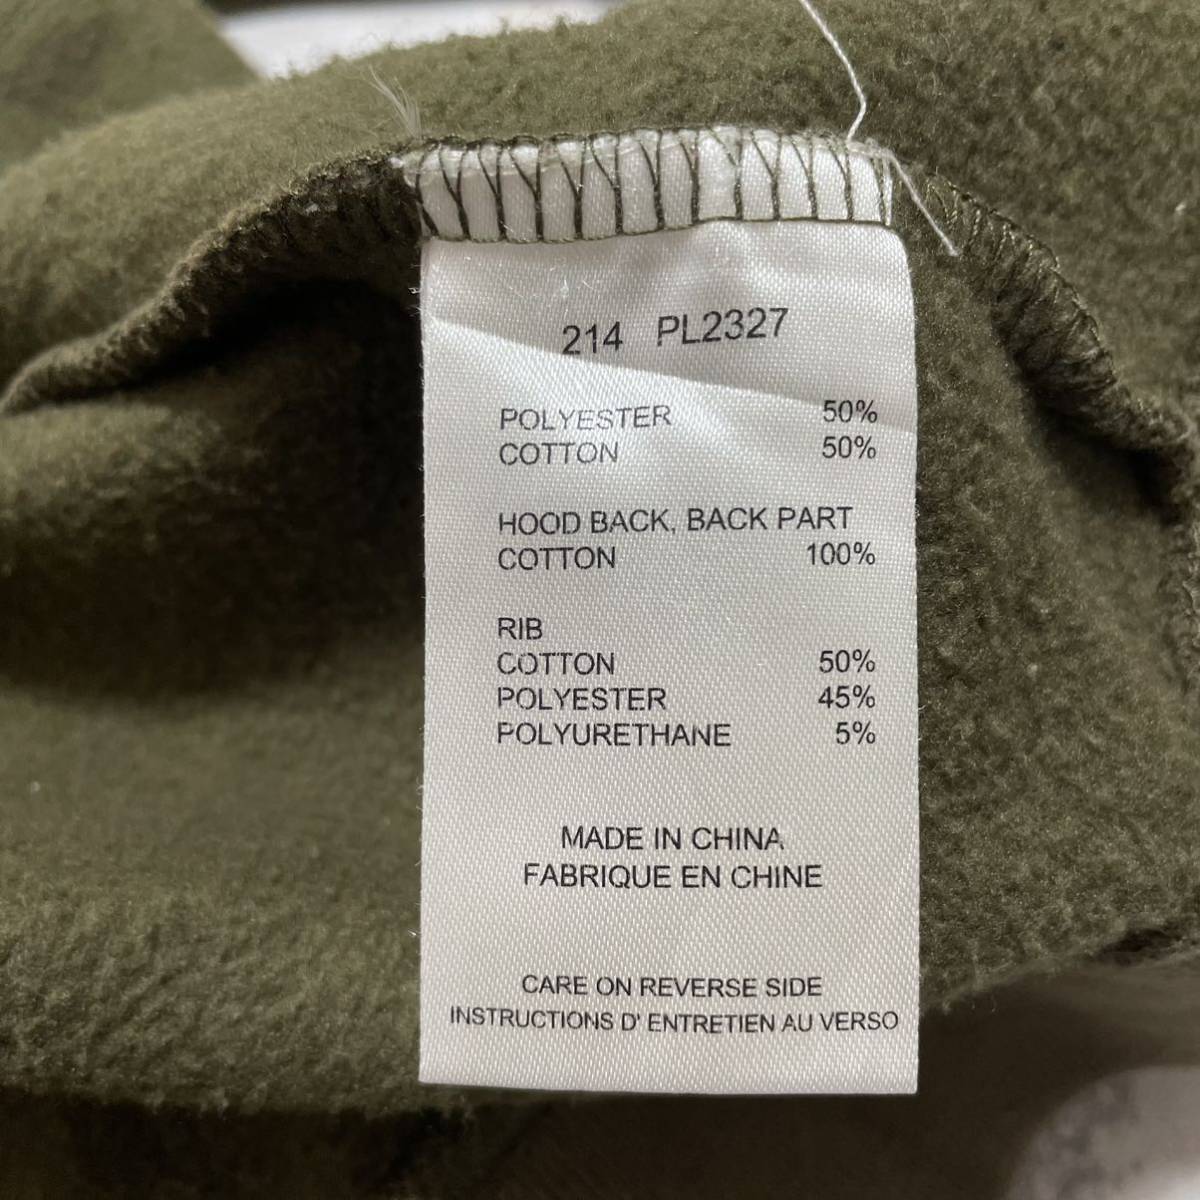 214 PL2327
POLYESTER 50%
COTTON 50%
HOOD BACK, BACK PART
COTTON 100%
RIB
COTTON 50%
POLYESTER 45%
POLYURETHANE 5%
MADE IN CHINA
FABRIQUE EN CHINE
CARE ON REVERSE SIDE
INSTRUCTIONS D' ENTRETIEN AU VERSO